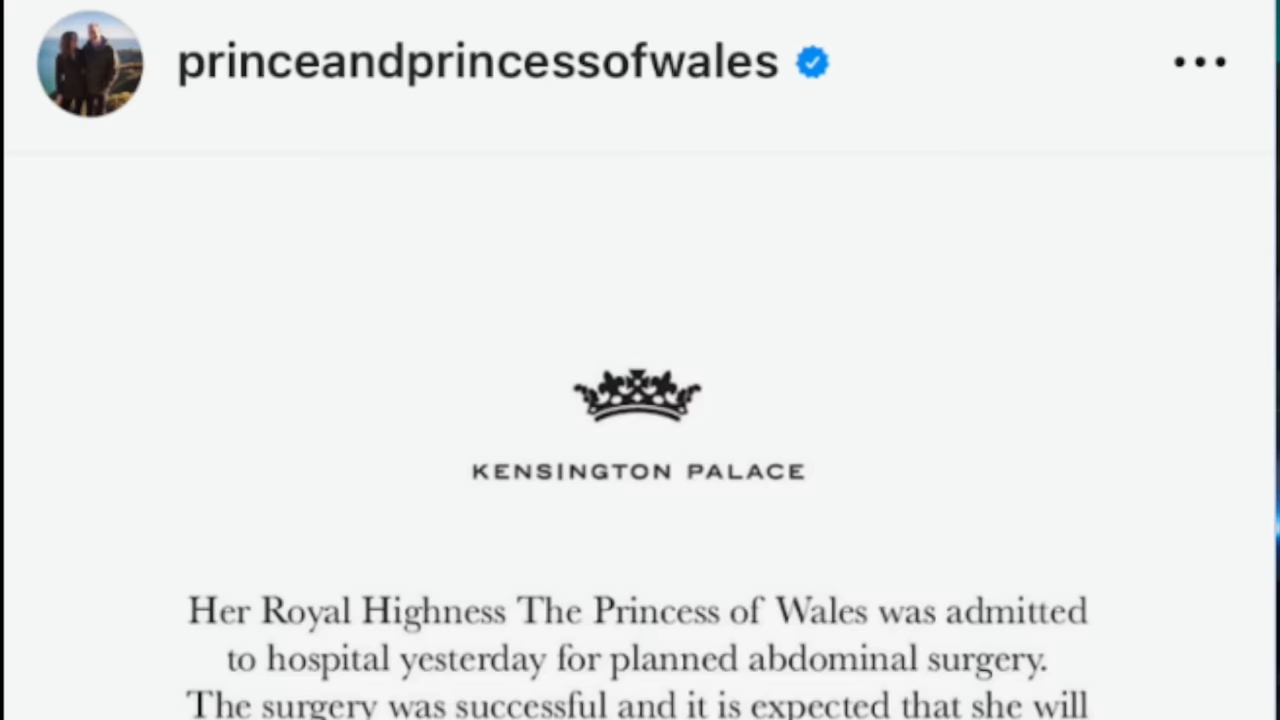 princeandprincessofwales
KENSINGTON PALACE
Her Royal Highness The Princess of Wales was admitted
to hospital yesterday for planned abdominal surgery.
The surgery was successful and it is expected that she will